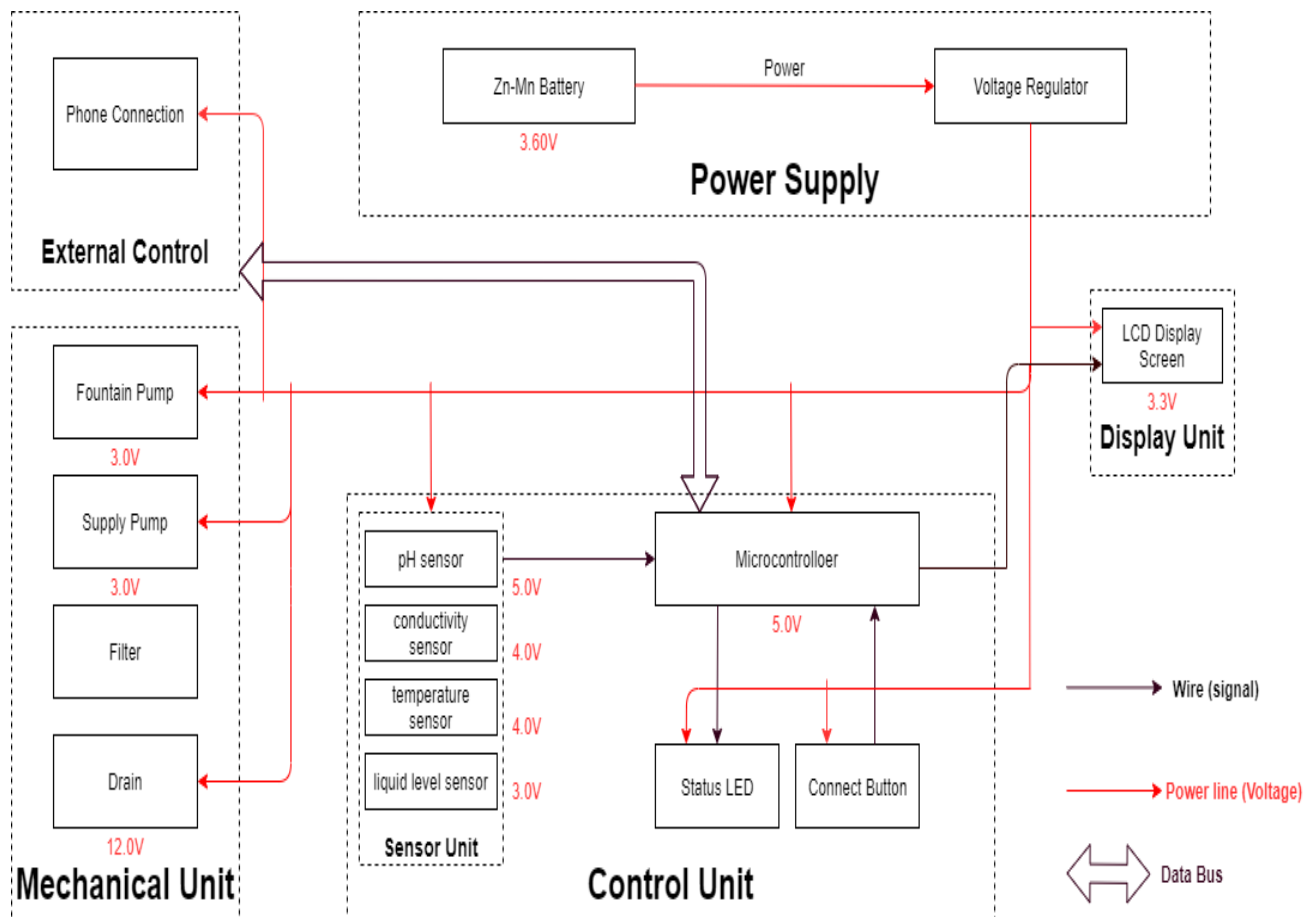 Phone Connection
External Control
Zn-Mn Battery
3.60V
Power
Voltage Regulator
Power Supply
LCD Display
Screen
3.3V
Display Unit
Fountain Pump
3.0V
Supply Pump
3.0V
Filter
Drain
12.0V
Mechanical Unit
pH sensor
5.0V
conductivity
sensor
4.0V
temperature
sensor
4.0V
liquid level sensor
3.0V
Sensor Unit
Microcontrolloer
5.0V
Status LED
Connect Button
Control Unit
Wire (signal)
Power line (Voltage)
Data Bus